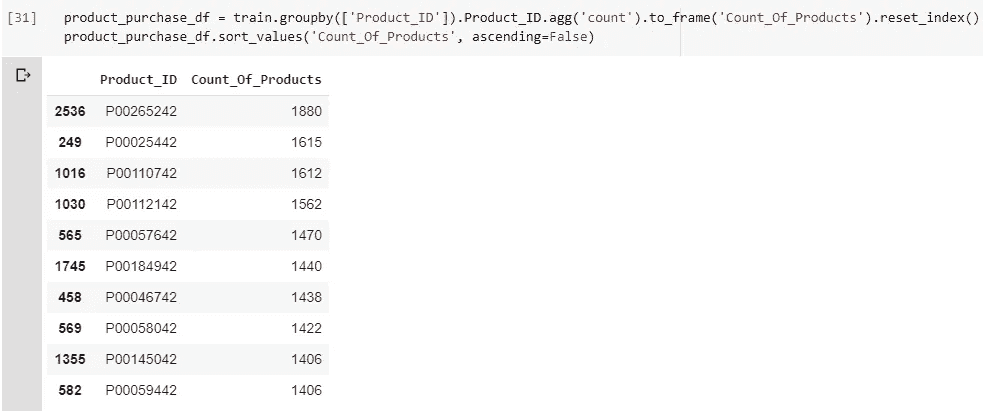 [31] product_purchase_df = train.groupby(['Product_ID']).Product_ID.agg('count').to_frame('Count_Of_Products').reset_index()
product_purchase_df.sort_values('Count_Of_Products', ascending=False)
Product_ID Count_Of_Products
2536 P00265242 1880
249 P00025442 1615
1016 P00110742 1612
1030 P00112142 1562
565 P00057642 1470
1745 P00184942 1440
458 P00046742 1438
569 P00058042 1422
1355 P00145042 1406
582 P00059442 1406